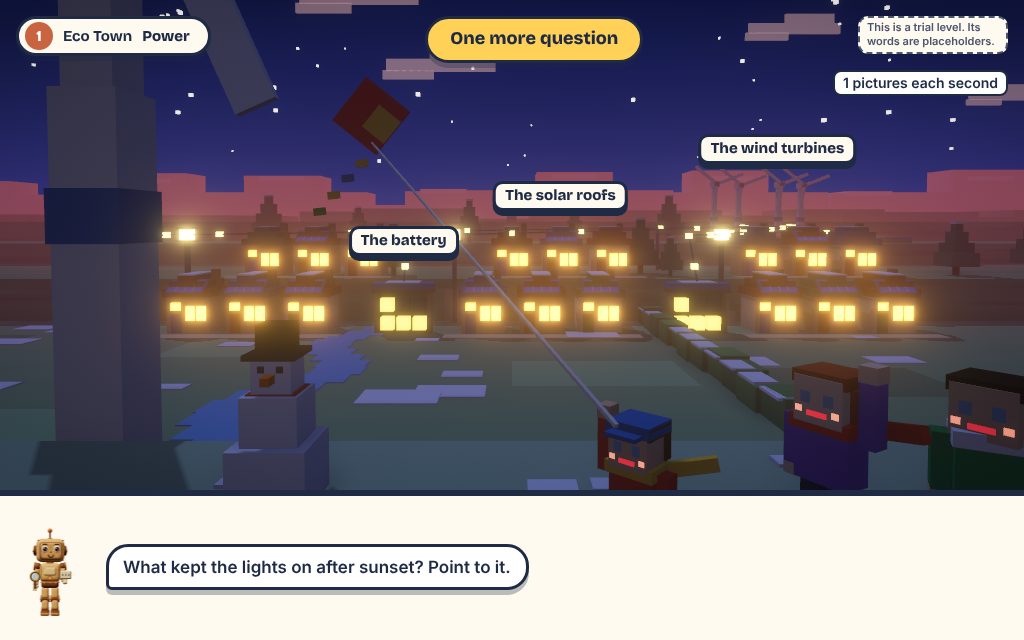 1 Eco Town Power
One more question
This is a trial level. Its
words are placeholders.
1 pictures each second
The wind turbines
The solar roofs
The battery
What kept the lights on after sunset? Point to it.